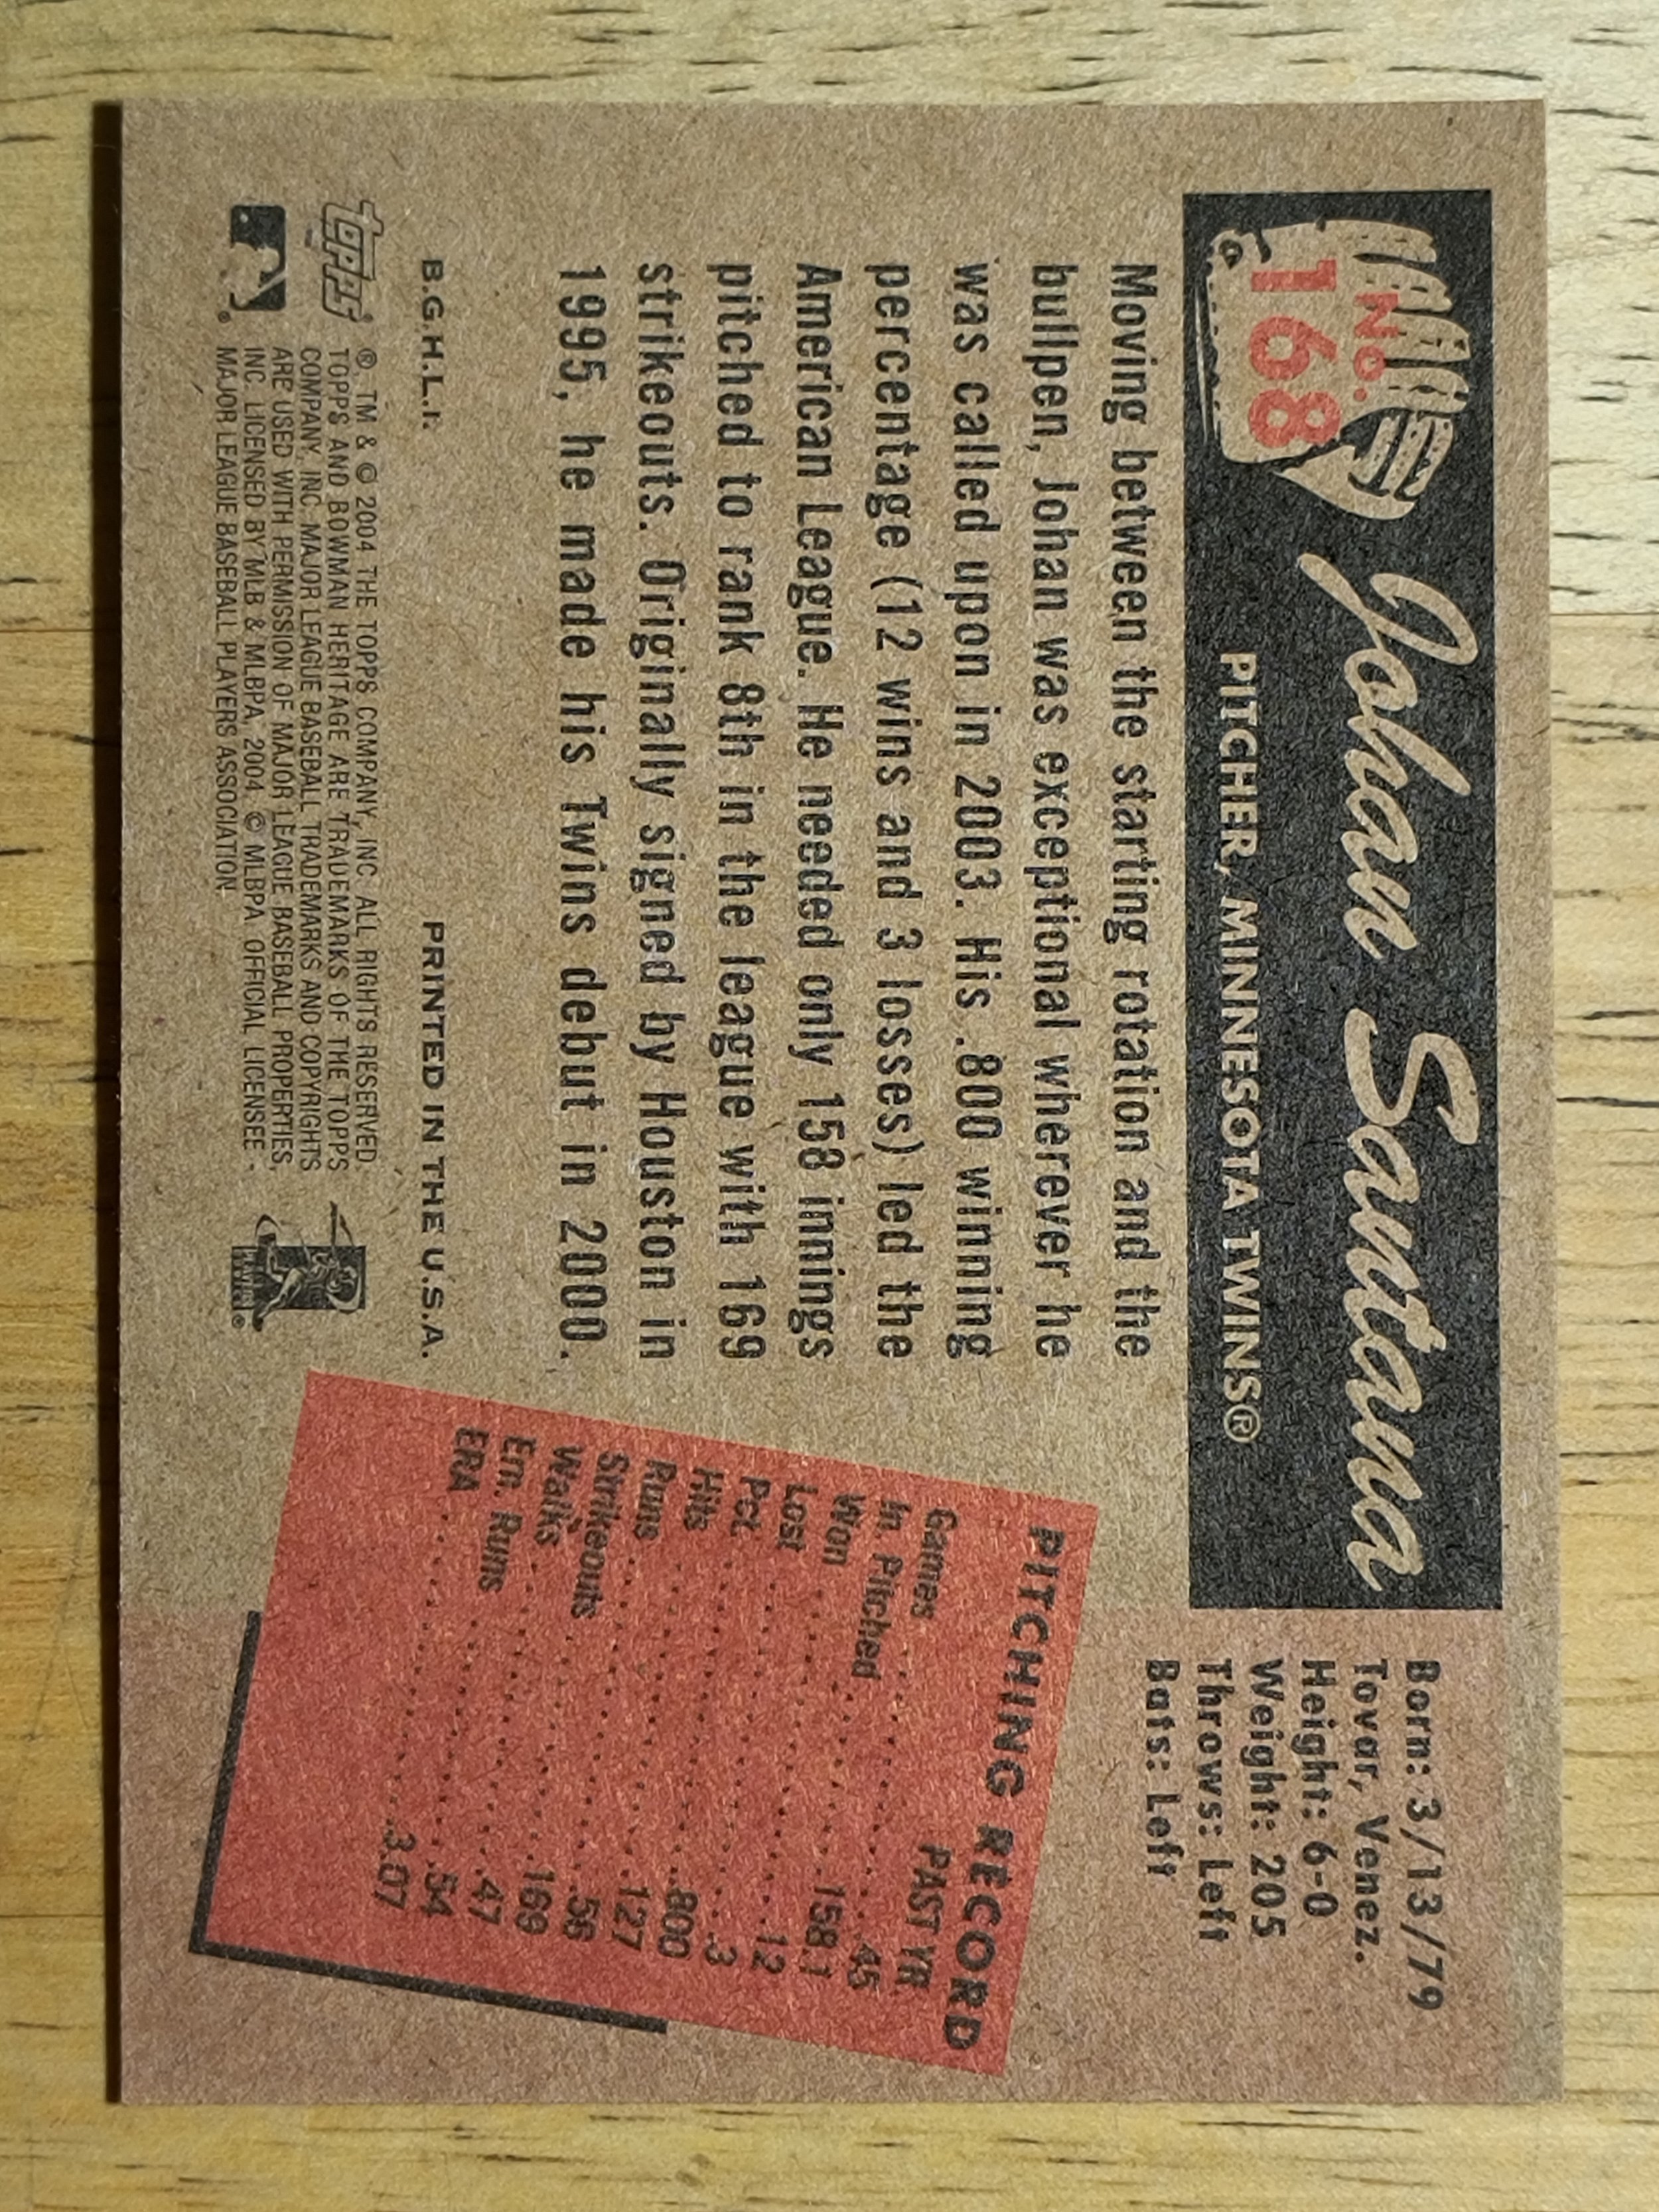 No.
168
Johan Santana
PITCHER, MINNESOTA TWINS®
Born: 3/13/79
Tovar, Venez.
Height: 6-0
Weight: 205
Throws: Left
Bats: Left
Moving between the starting rotation and the
bullpen, Johan was exceptional wherever he
was called upon in 2003. His .800 winning
percentage (12 wins and 3 losses) led the
American League. He needed only 158 innings
pitched to rank 8th in the league with 169
strikeouts. Originally signed by Houston in
1995, he made his Twins debut in 2000.
PITCHING RECORD
PAST YR
Games ..... 45
In. Pitched ..... 158.1
Won ..... 12
Lost ..... 3
Pct. ..... .800
Hits ..... 127
Runs ..... 56
Strikeouts ..... 169
Walks ..... 47
Ern. Runs ..... 54
ERA ..... 3.07
B.G.H.L.F. PRINTED IN THE U.S.A.
topps
®, TM & © 2004 THE TOPPS COMPANY, INC. ALL RIGHTS RESERVED.
TOPPS AND BOWMAN HERITAGE ARE TRADEMARKS OF THE TOPPS
COMPANY, INC. MAJOR LEAGUE BASEBALL TRADEMARKS AND COPYRIGHTS
ARE USED WITH PERMISSION OF MAJOR LEAGUE BASEBALL PROPERTIES,
INC. LICENSED BY MLB & MLBPA, 2004. © MLBPA OFFICIAL LICENSEE -
MAJOR LEAGUE BASEBALL PLAYERS ASSOCIATION.